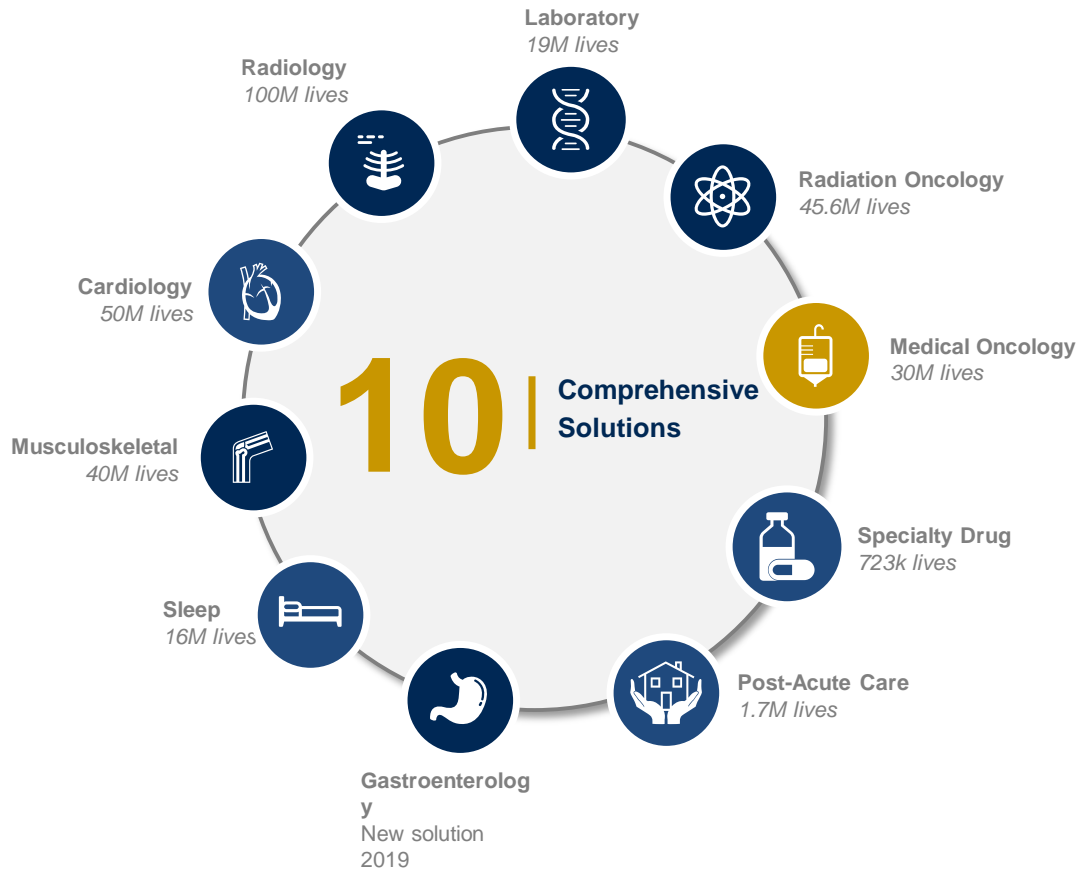 Laboratory
19M lives
Radiology
100M lives
Radiation Oncology
45.6M lives
Cardiology
50M lives
Medical Oncology
30M lives
10
Comprehensive
Solutions
Musculoskeletal
40M lives
Specialty Drug
723k lives
Sleep
16M lives
Post-Acute Care
1.7M lives
Gastroenterolog
y
New solution
2019